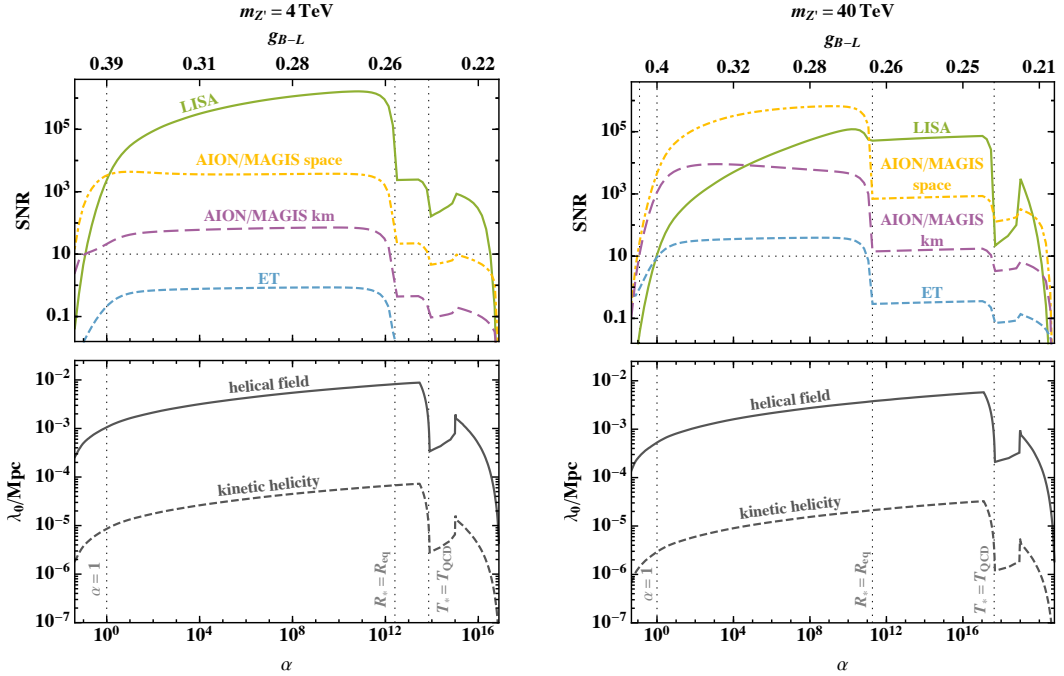 m_{Z'} = 4 TeV
g_{B-L}
0.39 0.31 0.28 0.26 0.24 0.22
SNR
10^5
10^3
10
0.1
LISA
AION/MAGIS space
AION/MAGIS km
ET
λ_0/Mpc
10^{-2}
10^{-3}
10^{-4}
10^{-5}
10^{-6}
10^{-7}
helical field
kinetic helicity
α = 1
R_* = R_eq
T_* = T_QCD
10^0 10^4 10^8 10^{12} 10^{16}
α
m_{Z'} = 40 TeV
g_{B-L}
0.4 0.32 0.28 0.26 0.24 0.21
SNR
10^5
10^3
10
0.1
LISA
AION/MAGIS
space
AION/MAGIS
km
ET
λ_0/Mpc
10^{-2}
10^{-3}
10^{-4}
10^{-5}
10^{-6}
10^{-7}
helical field
kinetic helicity
α = 1
R_* = R_eq
T_* = T_QCD
10^0 10^4 10^8 10^{12} 10^{16}
α